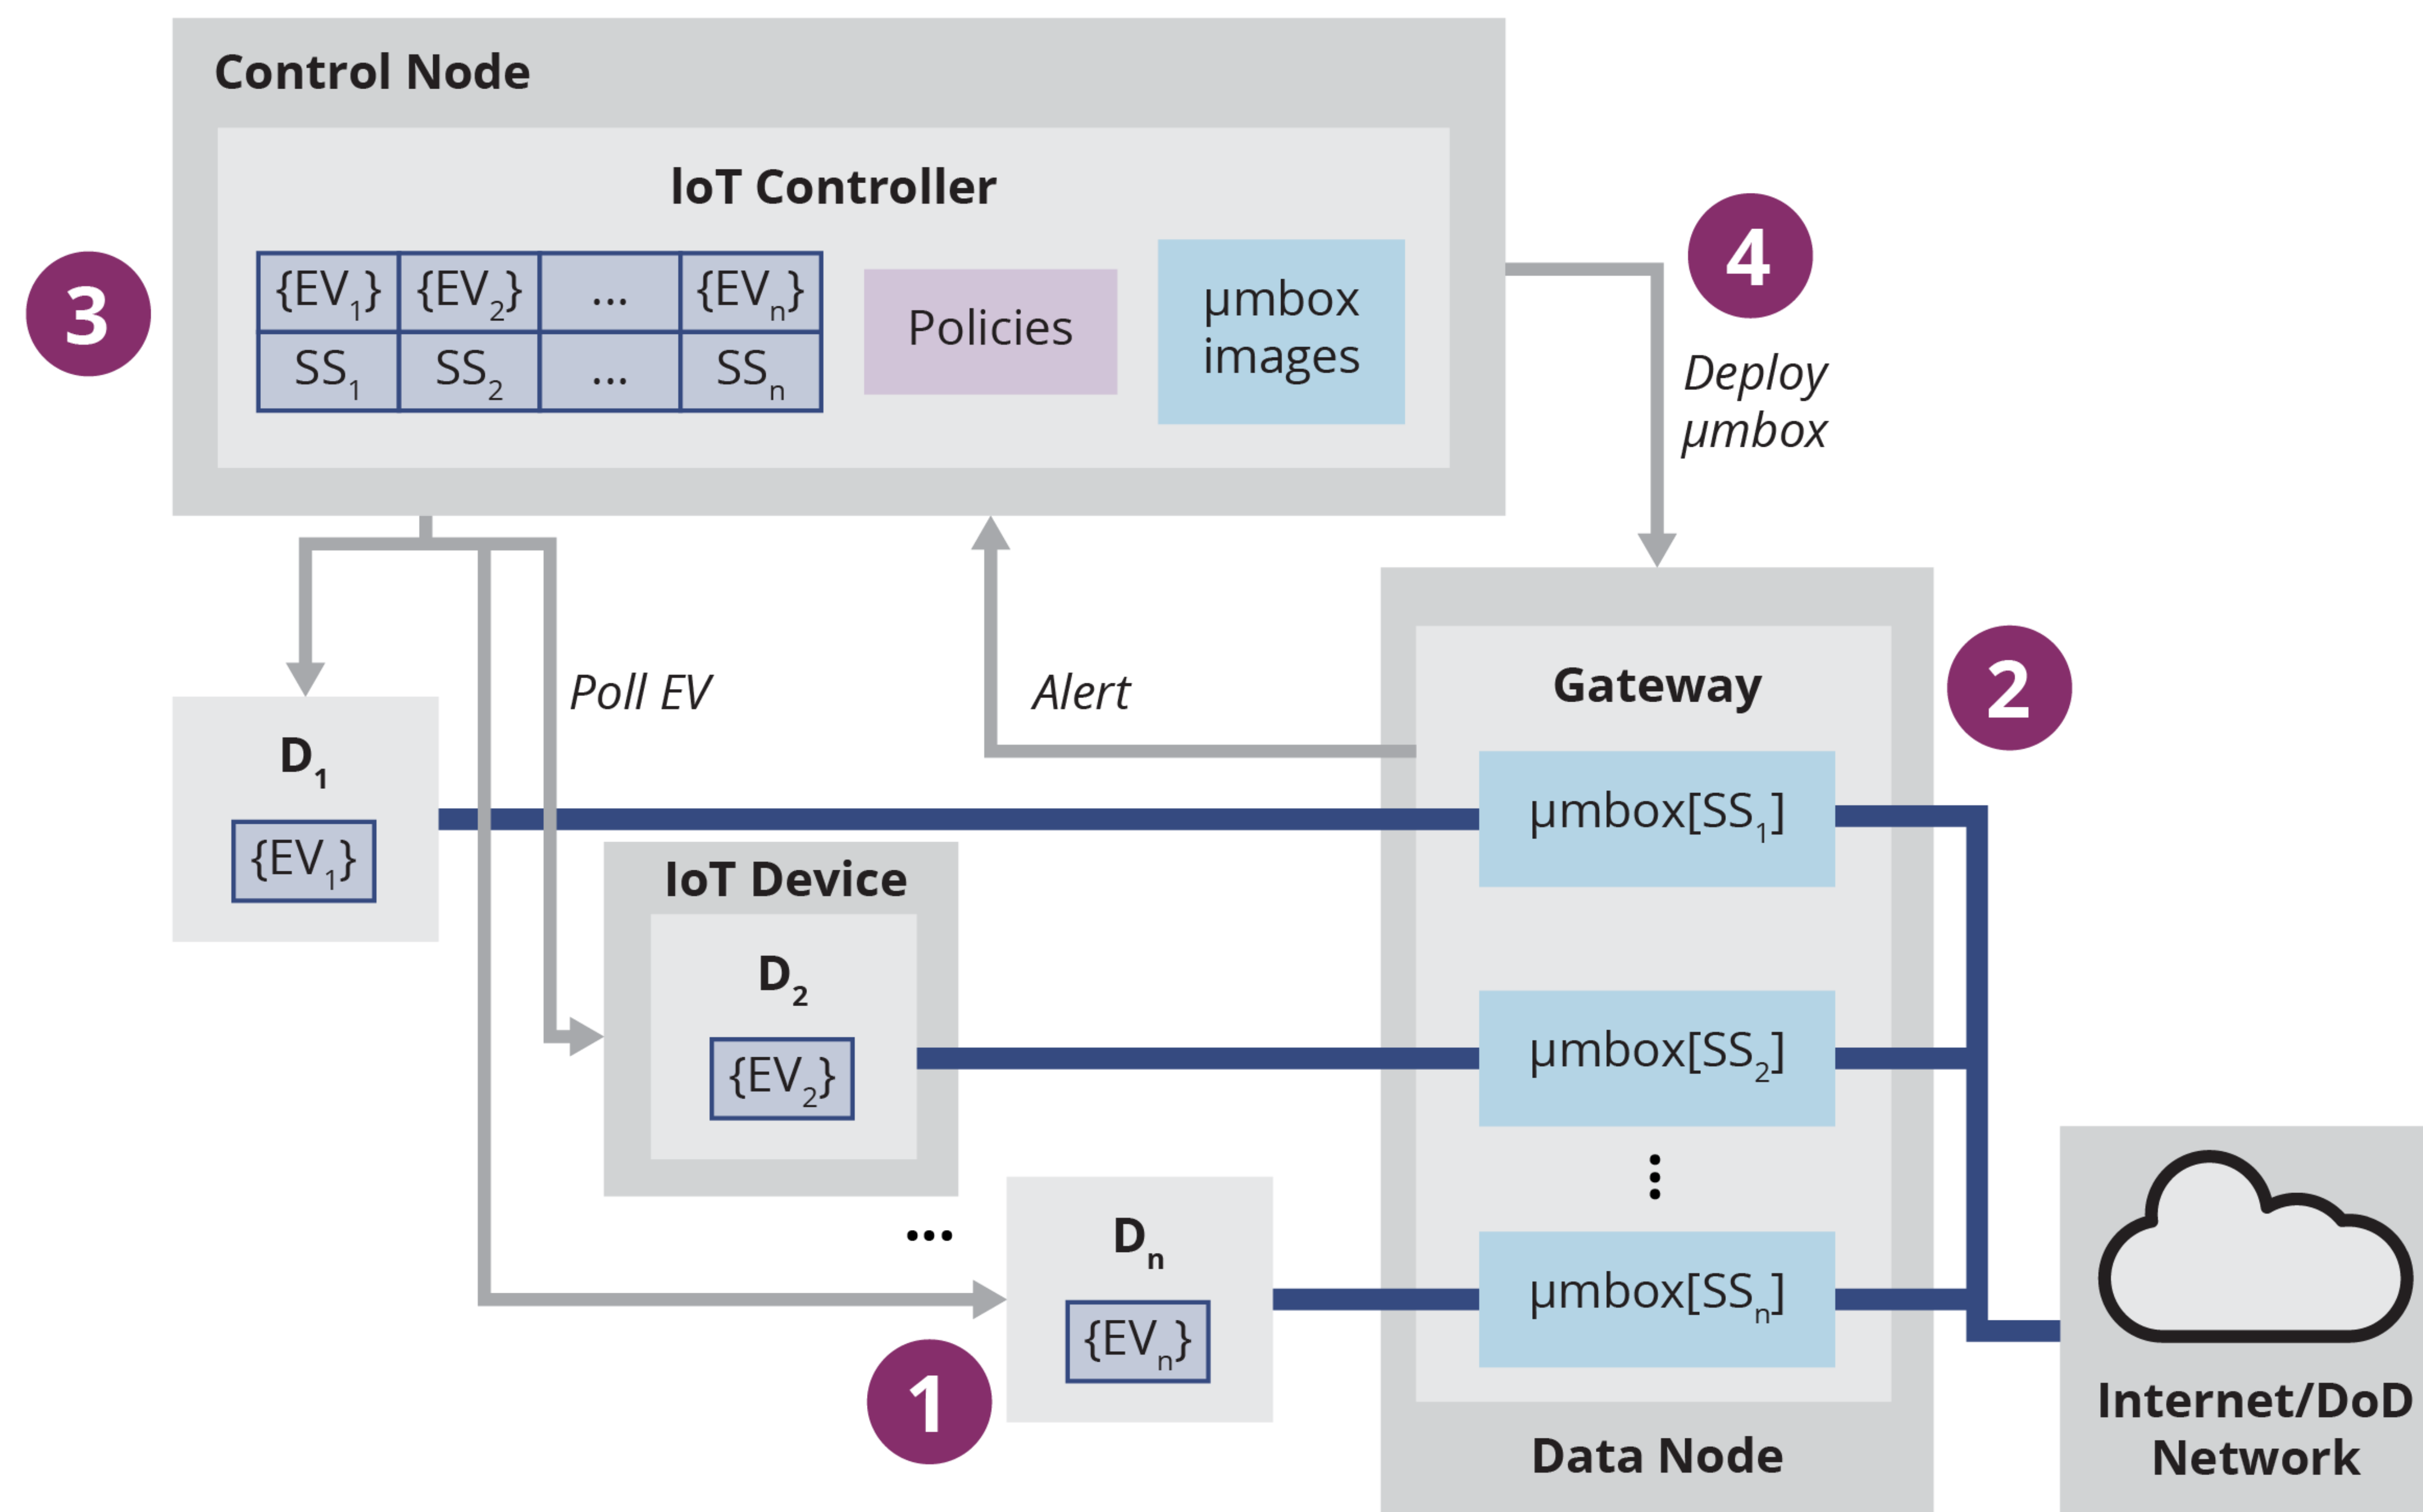 Control Node
IoT Controller
{EV₁} {EV₂} ... {EVₙ}
SS₁ SS₂ ... SSₙ
Policies
µmbox
images
3
4
Deploy
µmbox
Poll EV
Alert
Gateway
2
D₁
{EV₁}
µmbox[SS₁]
IoT Device
D₂
{EV₂}
µmbox[SS₂]
⋮
...
Dₙ
{EVₙ}
µmbox[SSₙ]
1
Data Node
Internet/DoD
Network